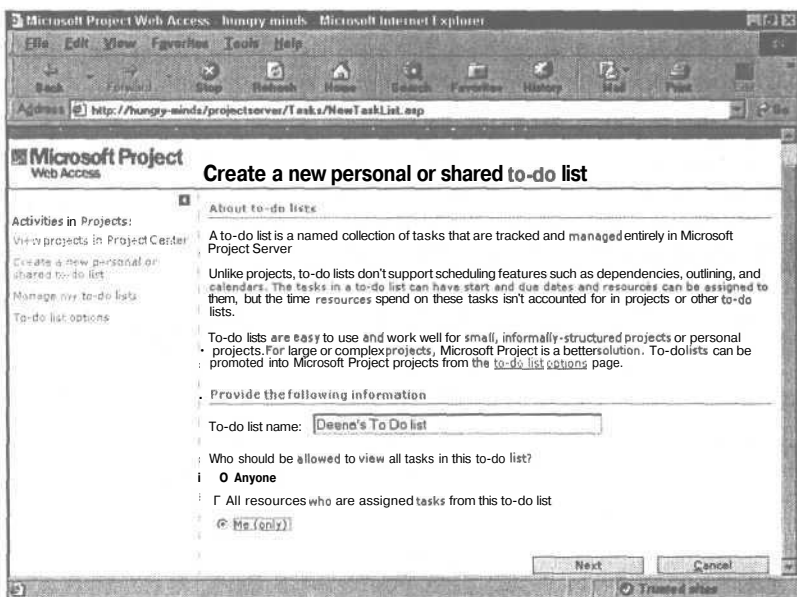 Microsoft Project Web Access - hungry minds - Microsoft Internet Explorer
File Edit View Favorites Tools Help
Back Forward Stop Refresh Home Search Favorites History Mail Print Edit
Address http://hungry-minds/projectserver/Tasks/NewTaskList.asp Go
Microsoft Project
Web Access
Create a new personal or shared to-do list
Activities in Projects:
View projects in Project Center
Create a new personal or
shared to-do list
Manage my to-do lists
To-do list options
About to-do lists
A to-do list is a named collection of tasks that are tracked and managed entirely in Microsoft
Project Server
Unlike projects, to-do lists don't support scheduling features such as dependencies, outlining, and
calendars. The tasks in a to-do list can have start and due dates and resources can be assigned to
them, but the time resources spend on these tasks isn't accounted for in projects or other to-do
lists.
To-do lists are easy to use and work well for small, informally-structured projects or personal
projects. For large or complex projects, Microsoft Project is a better solution. To-do lists can be
promoted into Microsoft Project projects from the to-do list options page.
Provide the following information
To-do list name: Deena's To Do list
Who should be allowed to view all tasks in this to-do list?
Anyone
All resources who are assigned tasks from this to-do list
Me (only)
Next Cancel
Trusted sites